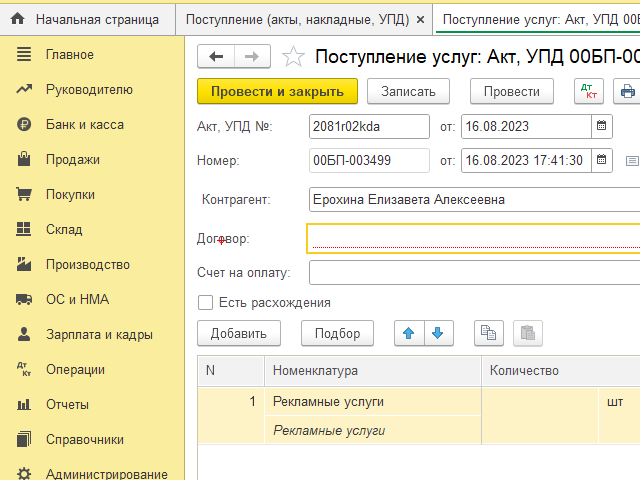 Начальная страница
Поступление (акты, накладные, УПД) ×
Поступление услуг: Акт, УПД
Главное
Руководителю
Банк и касса
Продажи
Покупки
Склад
Производство
ОС и НМА
Зарплата и кадры
Операции
Отчеты
Справочники
Администрирование
Поступление услуг: Акт, УПД 00БП-00
Провести и закрыть
Записать
Провести
Дт Кт
Акт, УПД №: 2081r02kda от: 16.08.2023
Номер: 00БП-003499 от: 16.08.2023 17:41:30
Контрагент: Ерохина Елизавета Алексеевна
Договор:
Счет на оплату:
Есть расхождения
Добавить
Подбор
N Номенклатура Количество
1 Рекламные услуги шт
Рекламные услуги